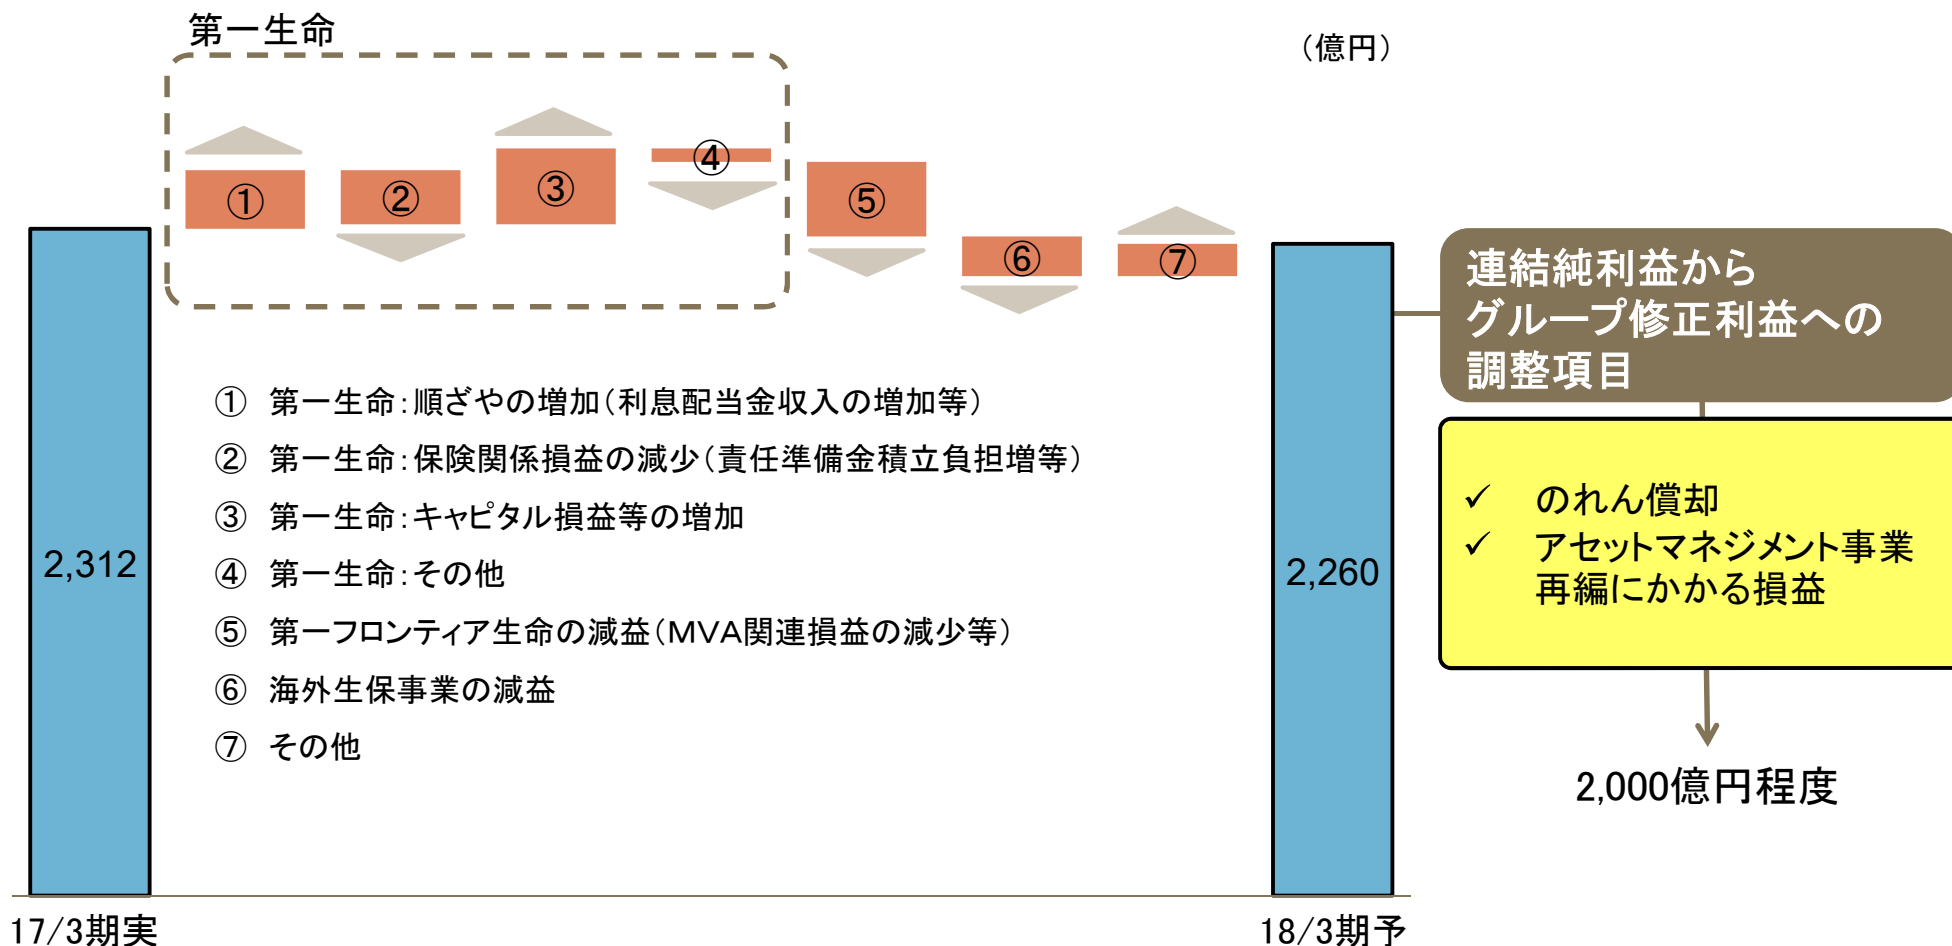 第一生命
（億円）
①
②
③
④
⑤
⑥
⑦
2,312
2,260
連結純利益から
グループ修正利益への
調整項目
① 第一生命：順ざやの増加（利息配当金収入の増加等）
② 第一生命：保険関係損益の減少（責任準備金積立負担増等）
③ 第一生命：キャピタル損益等の増加
④ 第一生命：その他
⑤ 第一フロンティア生命の減益（ＭＶＡ関連損益の減少等）
⑥ 海外生保事業の減益
⑦ その他
✓ のれん償却
✓ アセットマネジメント事業
再編にかかる損益
2,000億円程度
17/3期実
18/3期予